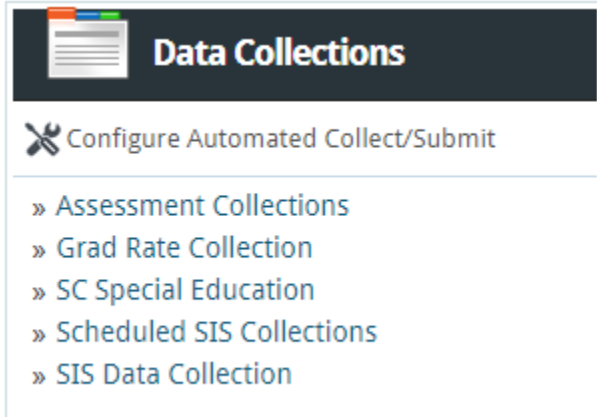 Data Collections
Configure Automated Collect/Submit
» Assessment Collections
» Grad Rate Collection
» SC Special Education
» Scheduled SIS Collections
» SIS Data Collection